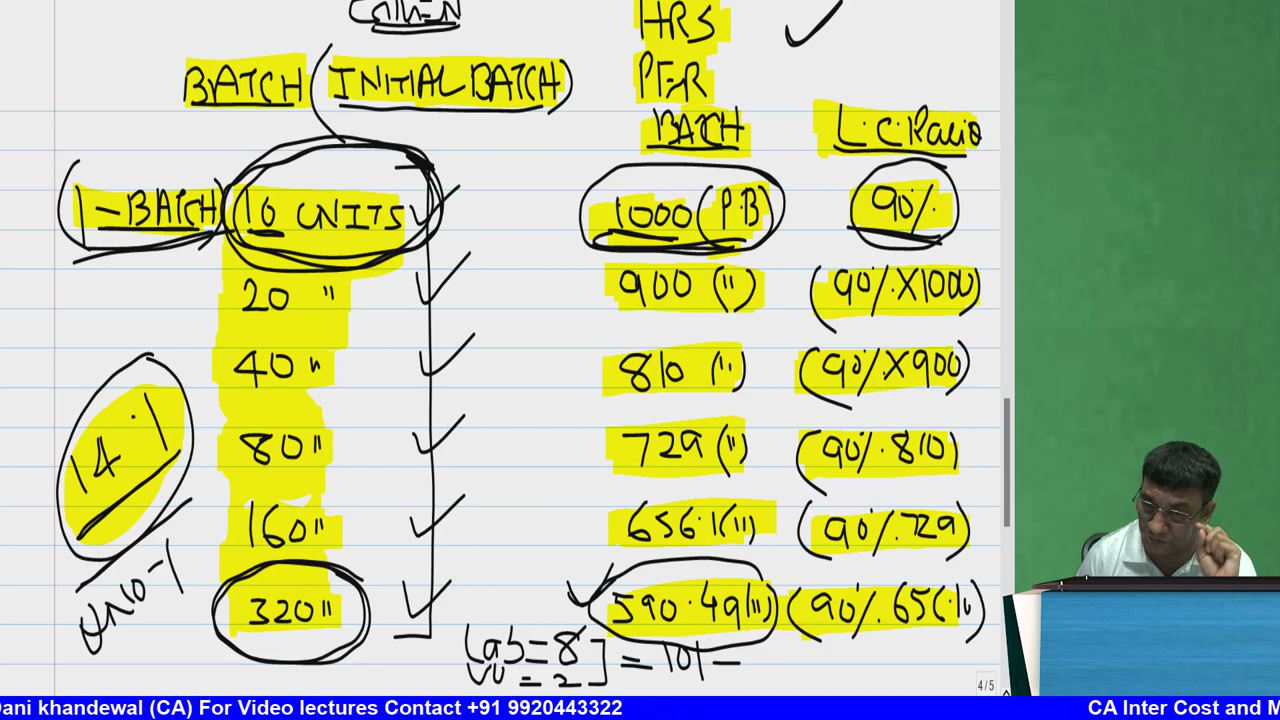 HRS
BATCH (INITIAL BATCH)
PER
BATCH
L.C. Ratio
1-BATCH
10 UNITS
1000 (P.B)
90%
20 "
900 (")
(90%.X1000)
40 "
810 (")
(90%.X900)
80 "
729 (")
(90%.810)
14.1
160 "
656.1 (")
(90%.729)
320 "
590.49 (")
(90%.656.1)
Lab = 8
VO = 2
] = 10/-
4/5
Dani khandewal (CA) For Video lectures Contact +91 9920443322
CA Inter Cost and M